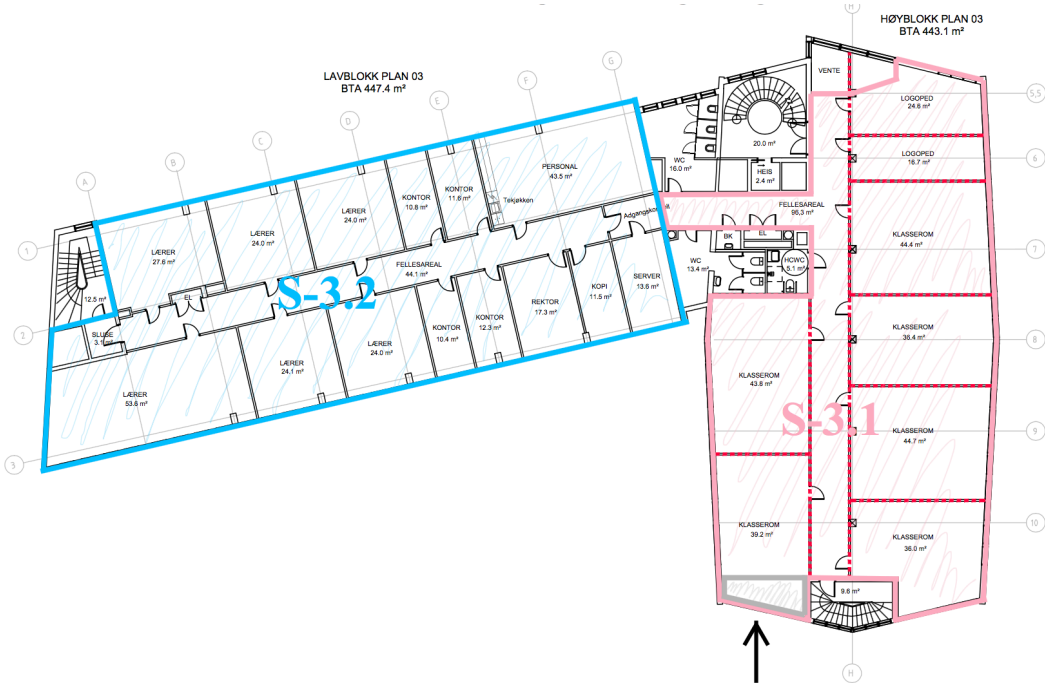 HØYBLOKK PLAN 03
BTA 443.1 m²
LAVBLOKK PLAN 03
BTA 447.4 m²
H
G
F
E
D
C
B
A
1
2
3
5,5
6
7
8
9
10
H
VENTE
LOGOPED
24.6 m²
LOGOPED
16.7 m²
20.0 m²
WC
16.0 m²
HEIS
2.4 m²
FELLESAREAL
96,3 m²
BK
EL
WC
13.4 m²
HCWC
5.1 m²
KLASSEROM
44.4 m²
KLASSEROM
36.4 m²
KLASSEROM
43.8 m²
S-3.1
KLASSEROM
44.7 m²
KLASSEROM
39.2 m²
KLASSEROM
36.0 m²
9.6 m²
PERSONAL
43.5 m²
Tekjøkken
KONTOR
11.6 m²
KONTOR
10.8 m²
LÆRER
24.0 m²
LÆRER
24.0 m²
LÆRER
27.6 m²
FELLESAREAL
44.1 m²
S-3.2
EL
12.5 m²
SLUSE
3.1
SERVER
13.6 m²
KOPI
11.5 m²
REKTOR
17.3 m²
KONTOR
12.3 m²
KONTOR
10.4 m²
LÆRER
24.0 m²
LÆRER
24,1 m²
LÆRER
53.6 m²